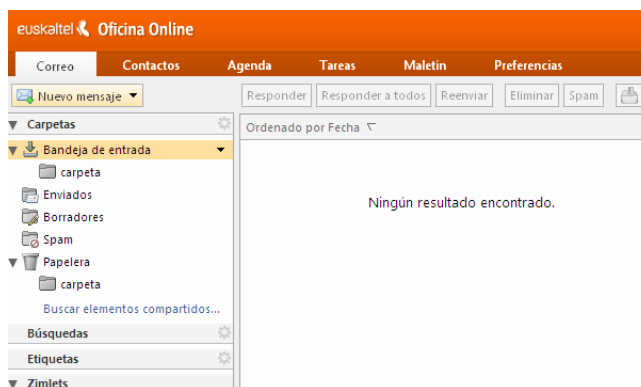 euskaltel Oficina Online
Correo Contactos Agenda Tareas Maletín Preferencias
Nuevo mensaje Responder Responder a todos Reenviar Eliminar Spam
Carpetas
Ordenado por Fecha
Bandeja de entrada
carpeta
Enviados
Ningún resultado encontrado.
Borradores
Spam
Papelera
carpeta
Buscar elementos compartidos...
Búsquedas
Etiquetas
Zimlets